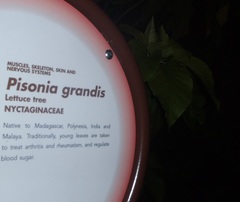 MUSCLES, SKELETON, SKIN AND
NERVOUS SYSTEMS
Pisonia grandis
Lettuce tree
NYCTAGINACEAE
Native to Madagascar, Polynesia, India and
Malaya. Traditionally, young leaves are taken
to treat arthritis and rheumatism, and regulate
blood sugar.